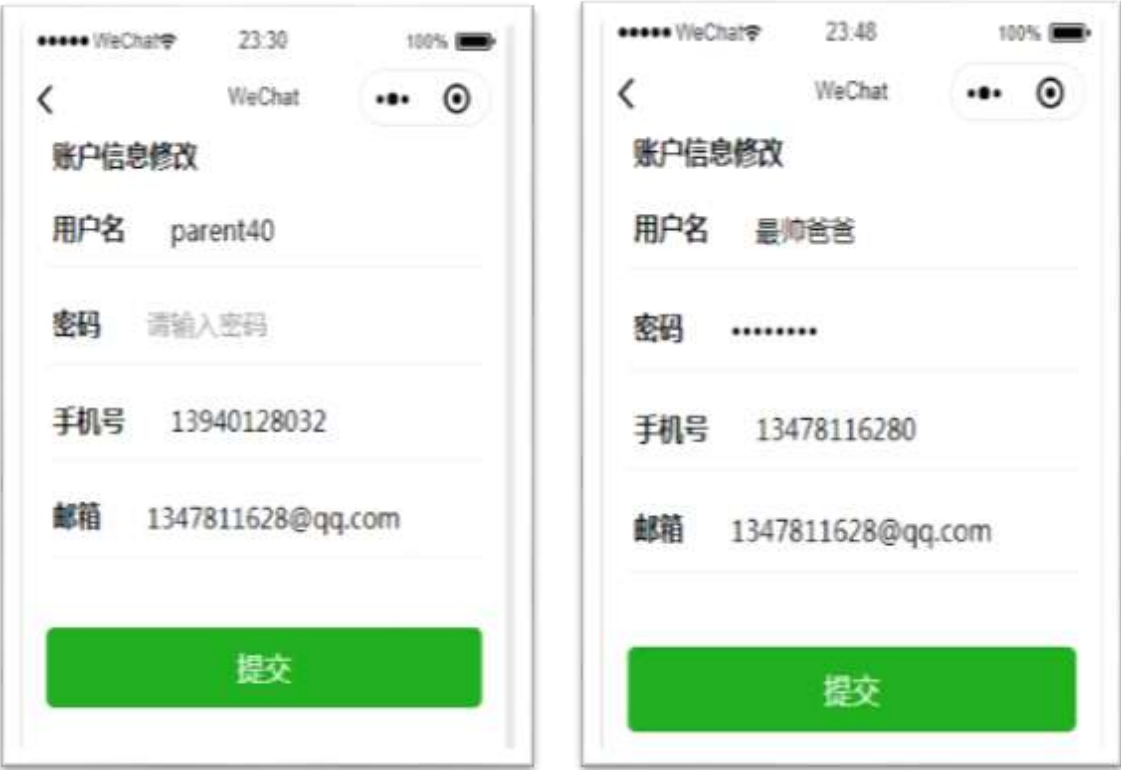 ●●●●● WeChat 23:30 100%
WeChat
账户信息修改
用户名 parent40
密码 请输入密码
手机号 13940128032
邮箱 1347811628@qq.com
提交
●●●●● WeChat 23:48 100%
WeChat
账户信息修改
用户名 最帅爸爸
密码 ••••••••
手机号 13478116280
邮箱 1347811628@qq.com
提交